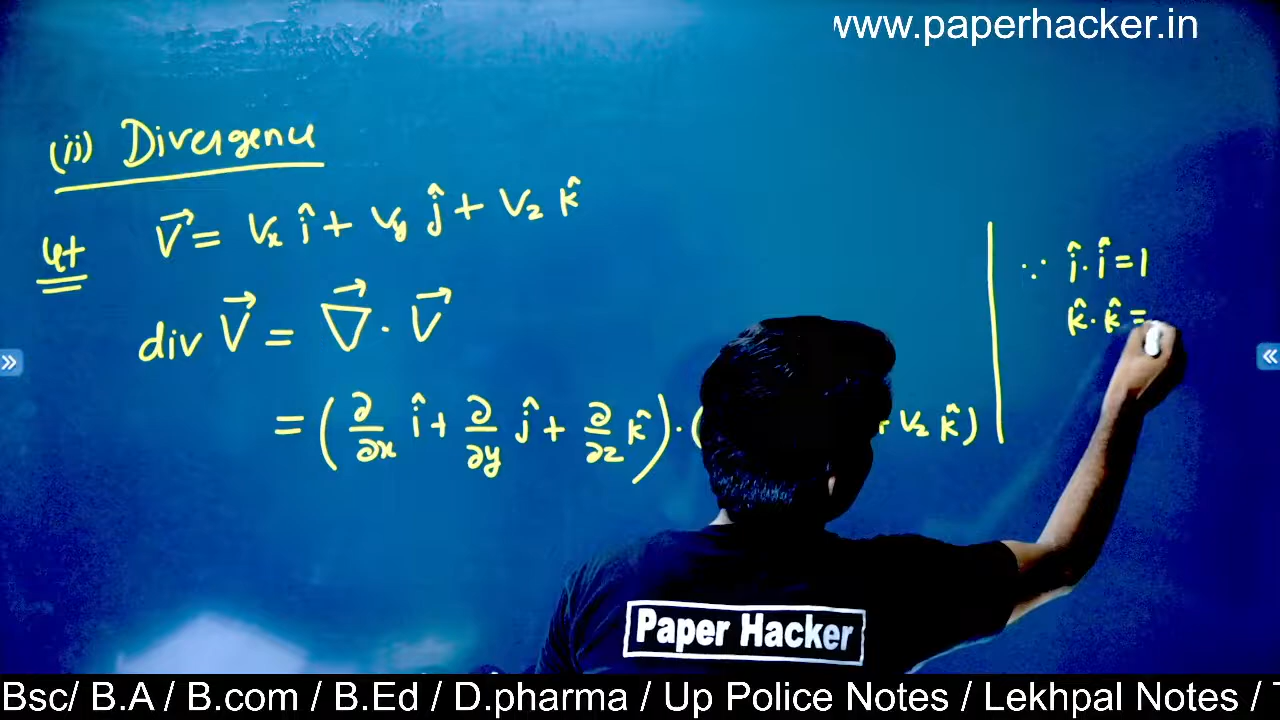 www.paperhacker.in
(ii) Divergence
Let V⃗ = Vx î + Vy ĵ + Vz k̂
div V⃗ = ∇⃗ . V⃗
= ( ∂/∂x î + ∂/∂y ĵ + ∂/∂z k̂ ) . ( + Vz k̂ )
∵ î . î = 1
k̂ . k̂ =
Paper Hacker
Bsc/ B.A / B.com / B.Ed / D.pharma / Up Police Notes / Lekhpal Notes /